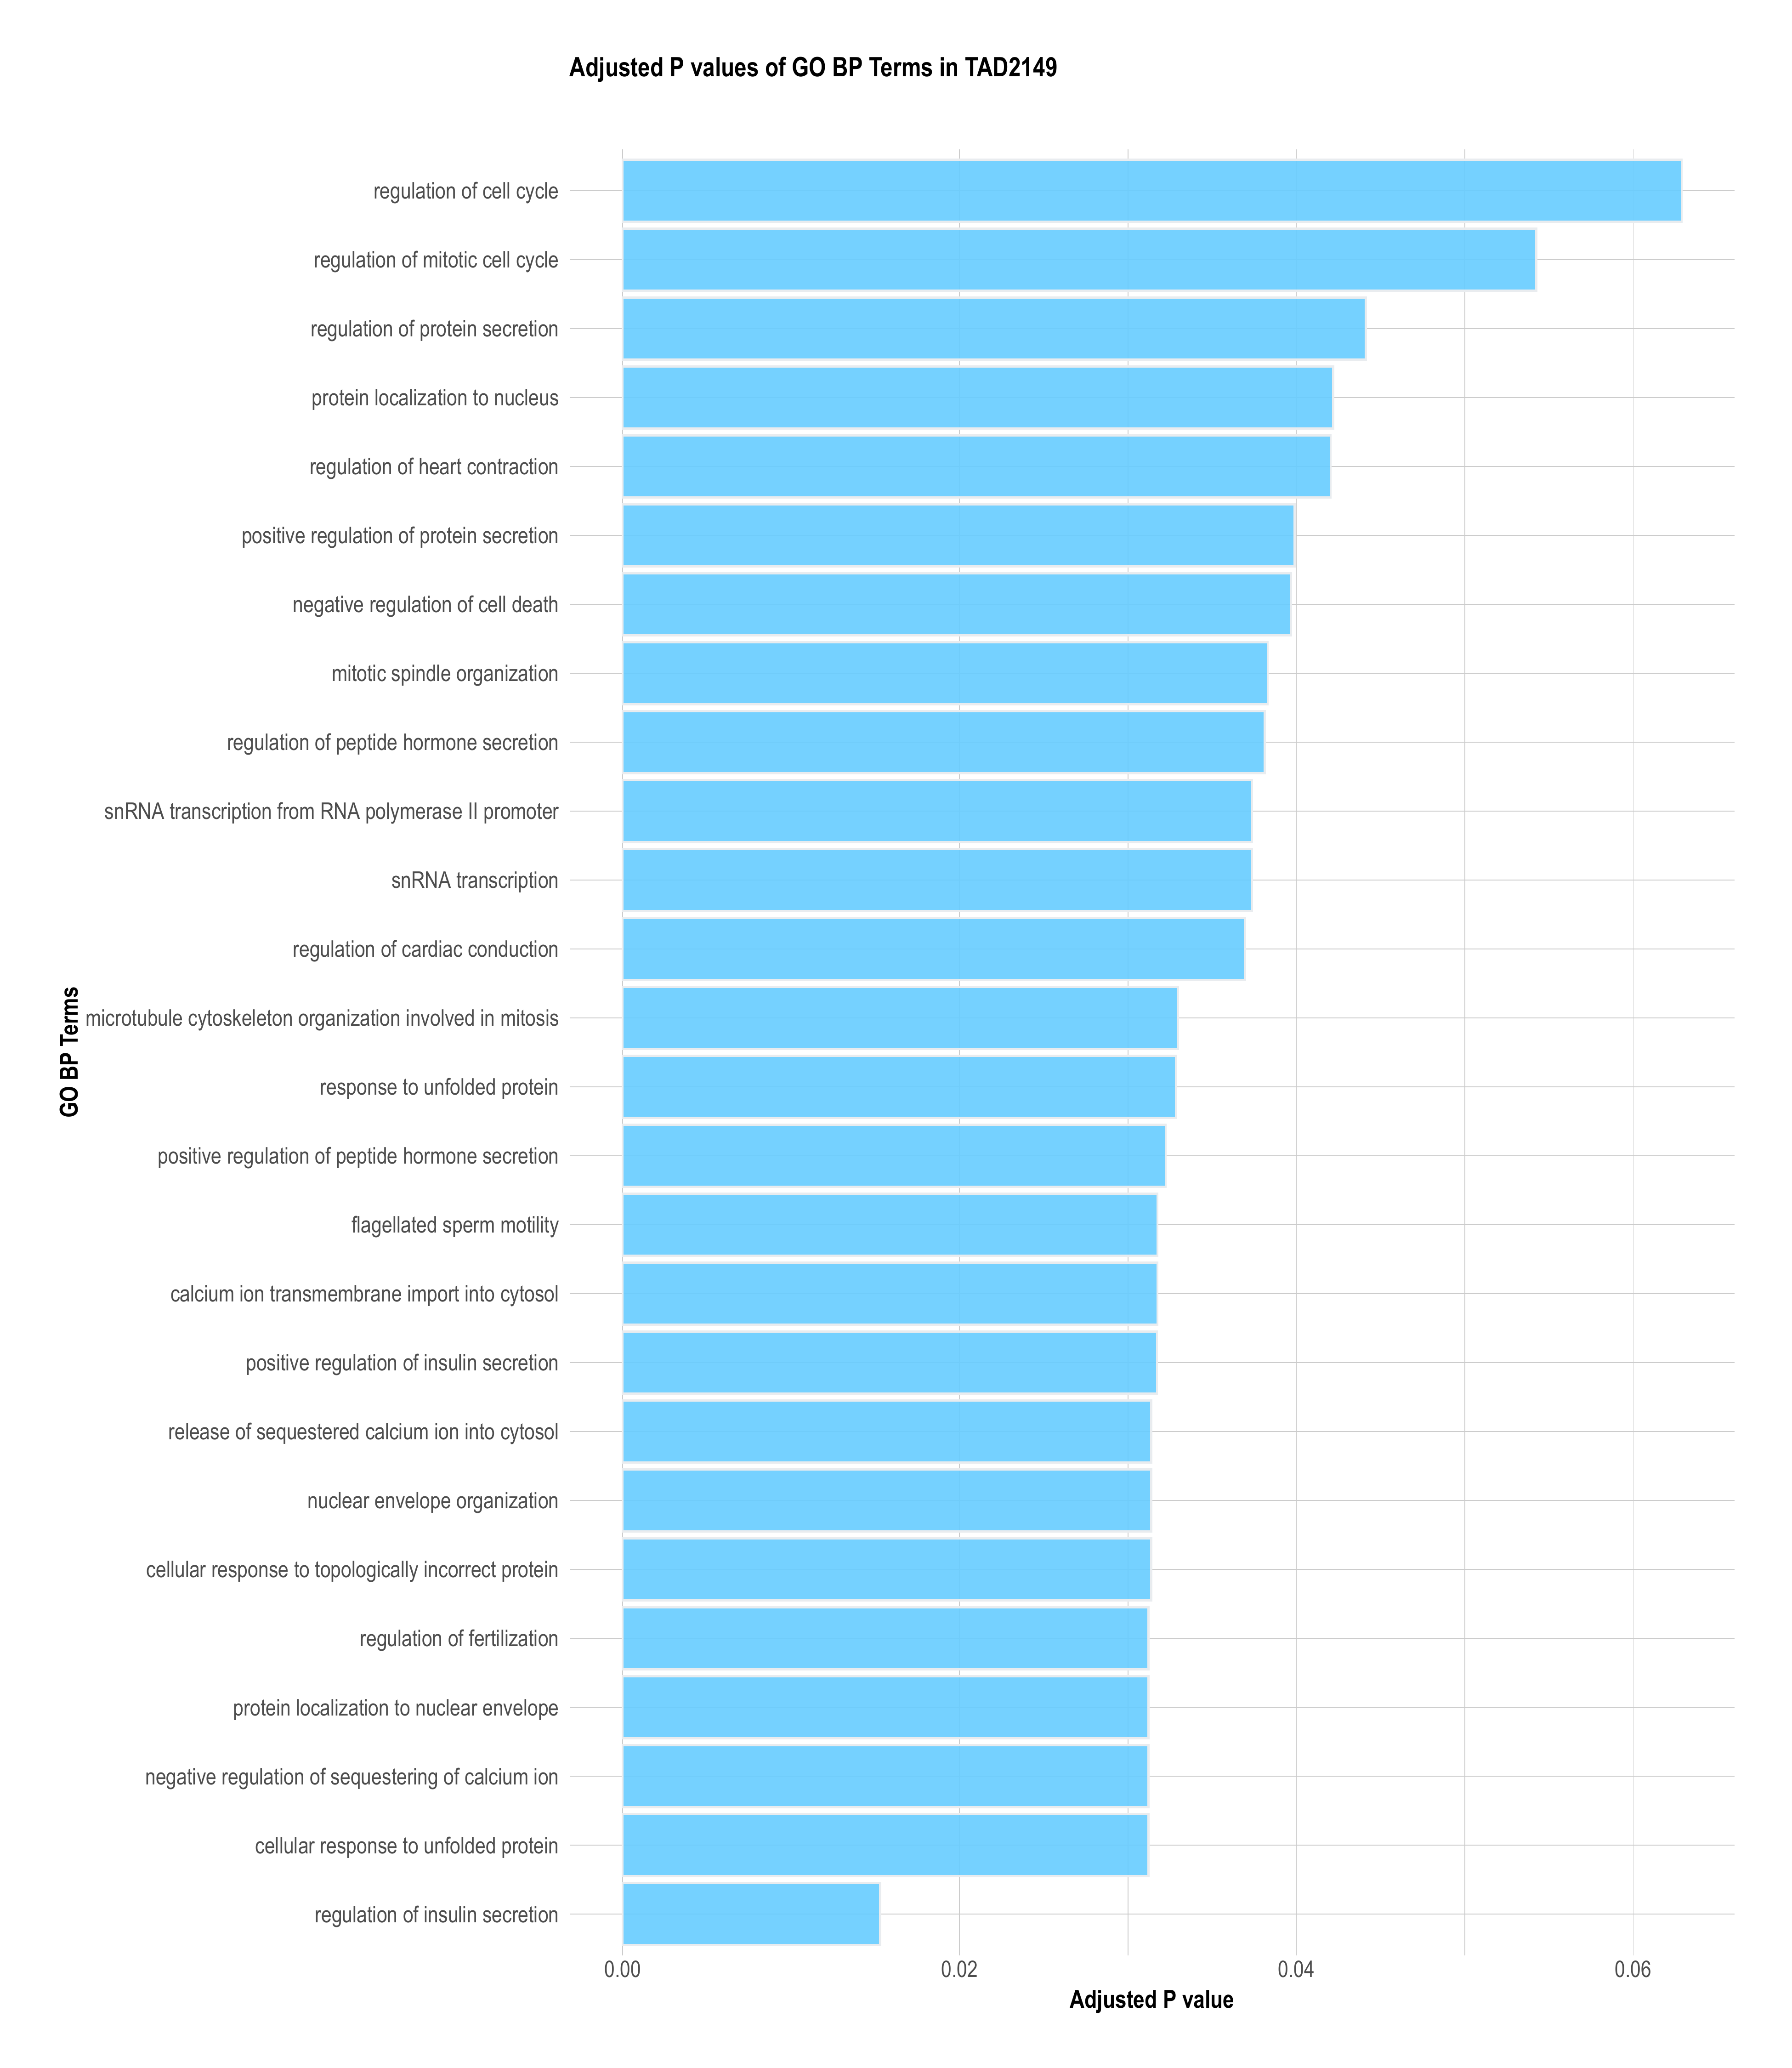 Adjusted P values of GO BP Terms in TAD2149
regulation of cell cycle
regulation of mitotic cell cycle
regulation of protein secretion
protein localization to nucleus
regulation of heart contraction
positive regulation of protein secretion
negative regulation of cell death
mitotic spindle organization
regulation of peptide hormone secretion
snRNA transcription from RNA polymerase II promoter
snRNA transcription
regulation of cardiac conduction
microtubule cytoskeleton organization involved in mitosis
response to unfolded protein
positive regulation of peptide hormone secretion
flagellated sperm motility
calcium ion transmembrane import into cytosol
positive regulation of insulin secretion
release of sequestered calcium ion into cytosol
nuclear envelope organization
cellular response to topologically incorrect protein
regulation of fertilization
protein localization to nuclear envelope
negative regulation of sequestering of calcium ion
cellular response to unfolded protein
regulation of insulin secretion
GO BP Terms
0.00 0.02 0.04 0.06
Adjusted P value